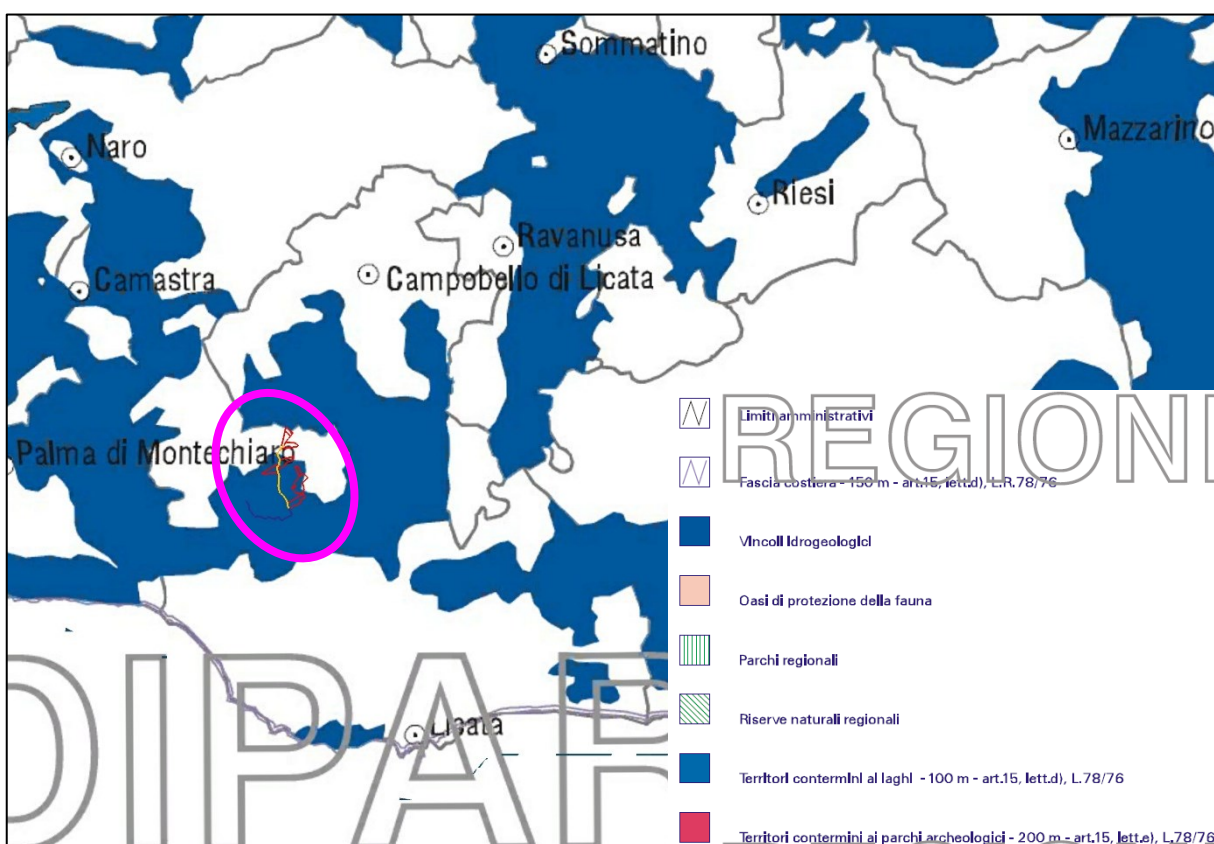 Sommatino
Mazzarino
Naro
Riesi
Ravanusa
Camastra
Campobello di Licata
Palma di Montechiaro
Licata
REGIONE
DIPAR
Limiti amministrativi
Fascia costiera - 150 m - art.15, lett.d), L.R.78/76
Vincoli idrogeologici
Oasi di protezione della fauna
Parchi regionali
Riserve naturali regionali
Territori contermini ai laghi - 100 m - art.15, lett.d), L.78/76
Territori contermini ai parchi archeologici - 200 m - art.15, lett.e), L.78/76